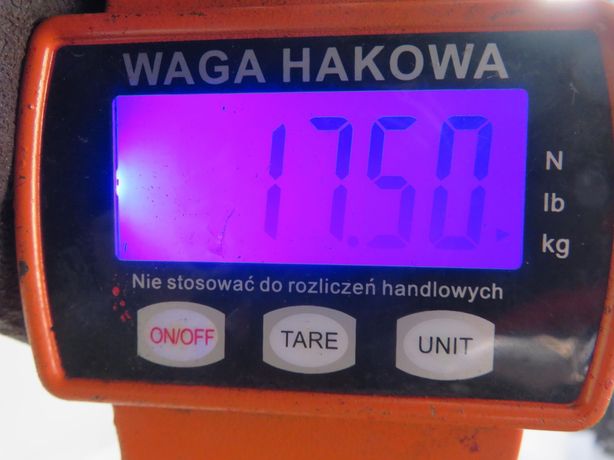 WAGA HAKOWA
17.50
N
lb
kg
Nie stosować do rozliczeń handlowych
ON/OFF TARE UNIT